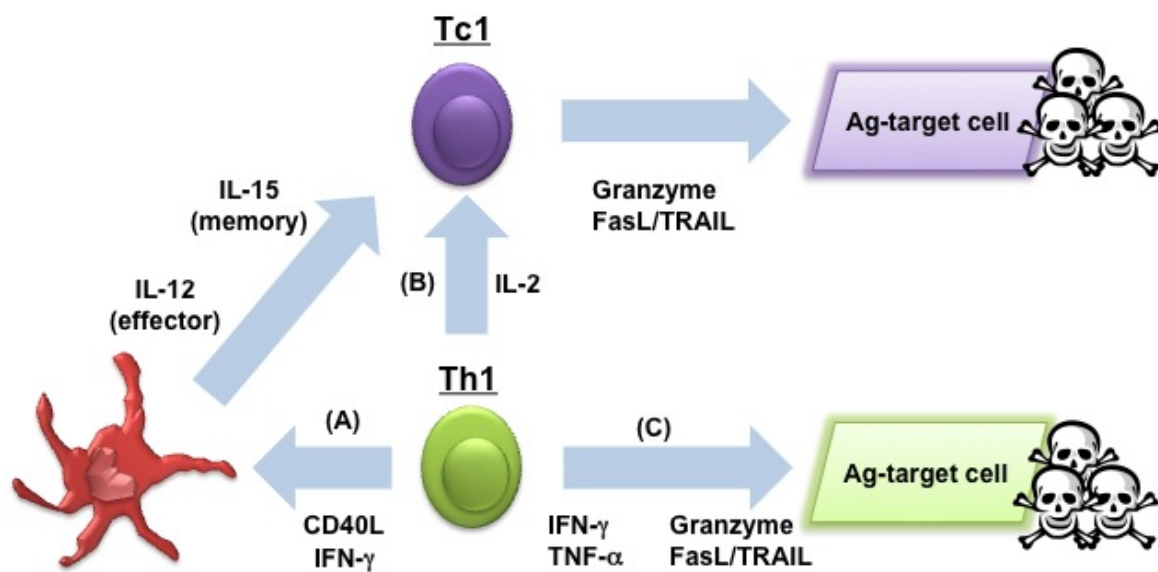 Tc1
Ag-target cell
Granzyme
FasL/TRAIL
IL-15
(memory)
IL-12
(effector)
(B)
IL-2
Th1
(A)
(C)
Ag-target cell
CD40L
IFN-γ
IFN-γ
TNF-α
Granzyme
FasL/TRAIL